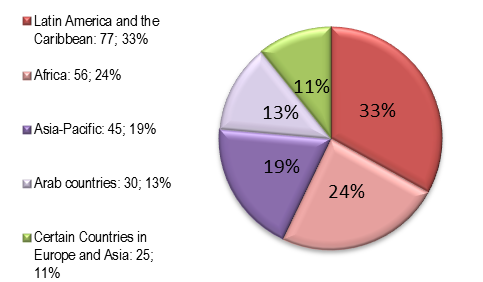 Latin America and the
Caribbean: 77; 33%
Africa: 56; 24%
Asia-Pacific: 45; 19%
Arab countries: 30; 13%
Certain Countries in
Europe and Asia: 25;
11%
33%
24%
19%
13%
11%